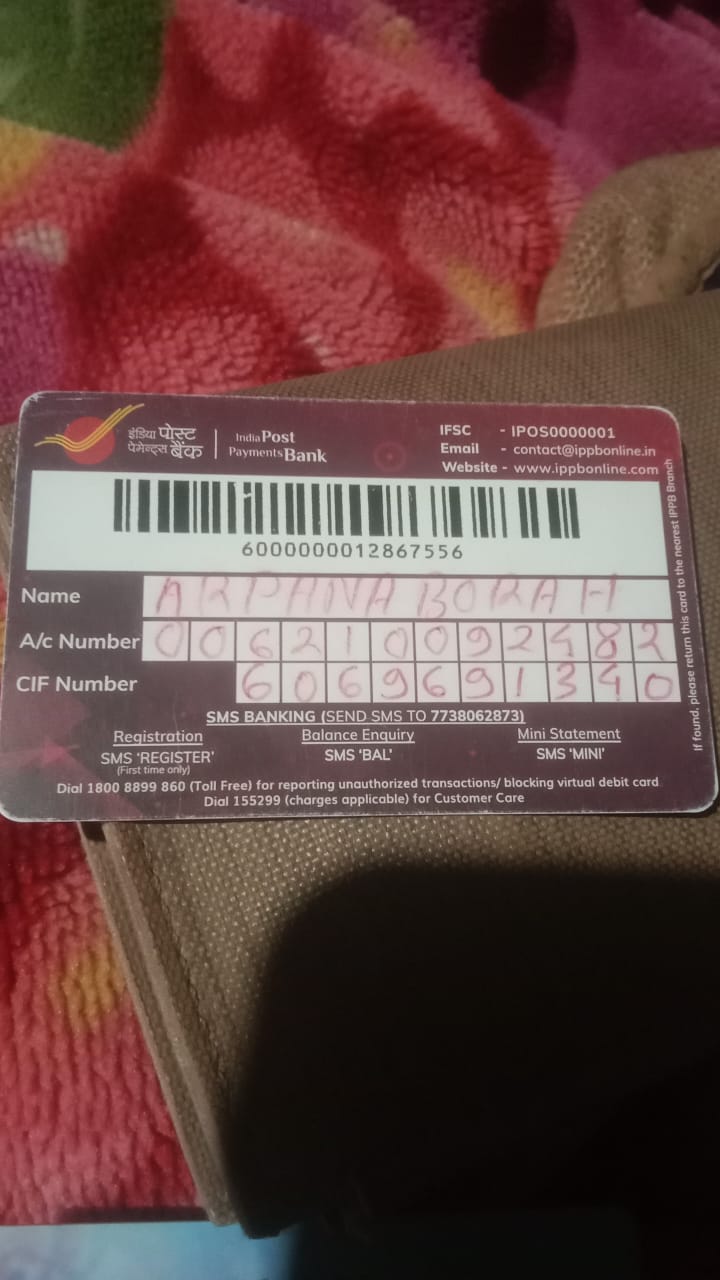 इंडिया पोस्ट
पेमेन्ट्स बैंक
India Post
Payments Bank
IFSC - IPOS0000001
Email - contact@ippbonline.in
Website - www.ippbonline.com
6000000012867556
Name ARPANA BORAH
A/c Number 006210092482
CIF Number 6069691340
SMS BANKING (SEND SMS TO 7738062873)
Registration Balance Enquiry Mini Statement
SMS ‘REGISTER’ SMS ‘BAL’ SMS ‘MINI’
(First time only)
Dial 1800 8899 860 (Toll Free) for reporting unauthorized transactions/ blocking virtual debit card
Dial 155299 (charges applicable) for Customer Care
If found, please return this card to the nearest IPPB Branch